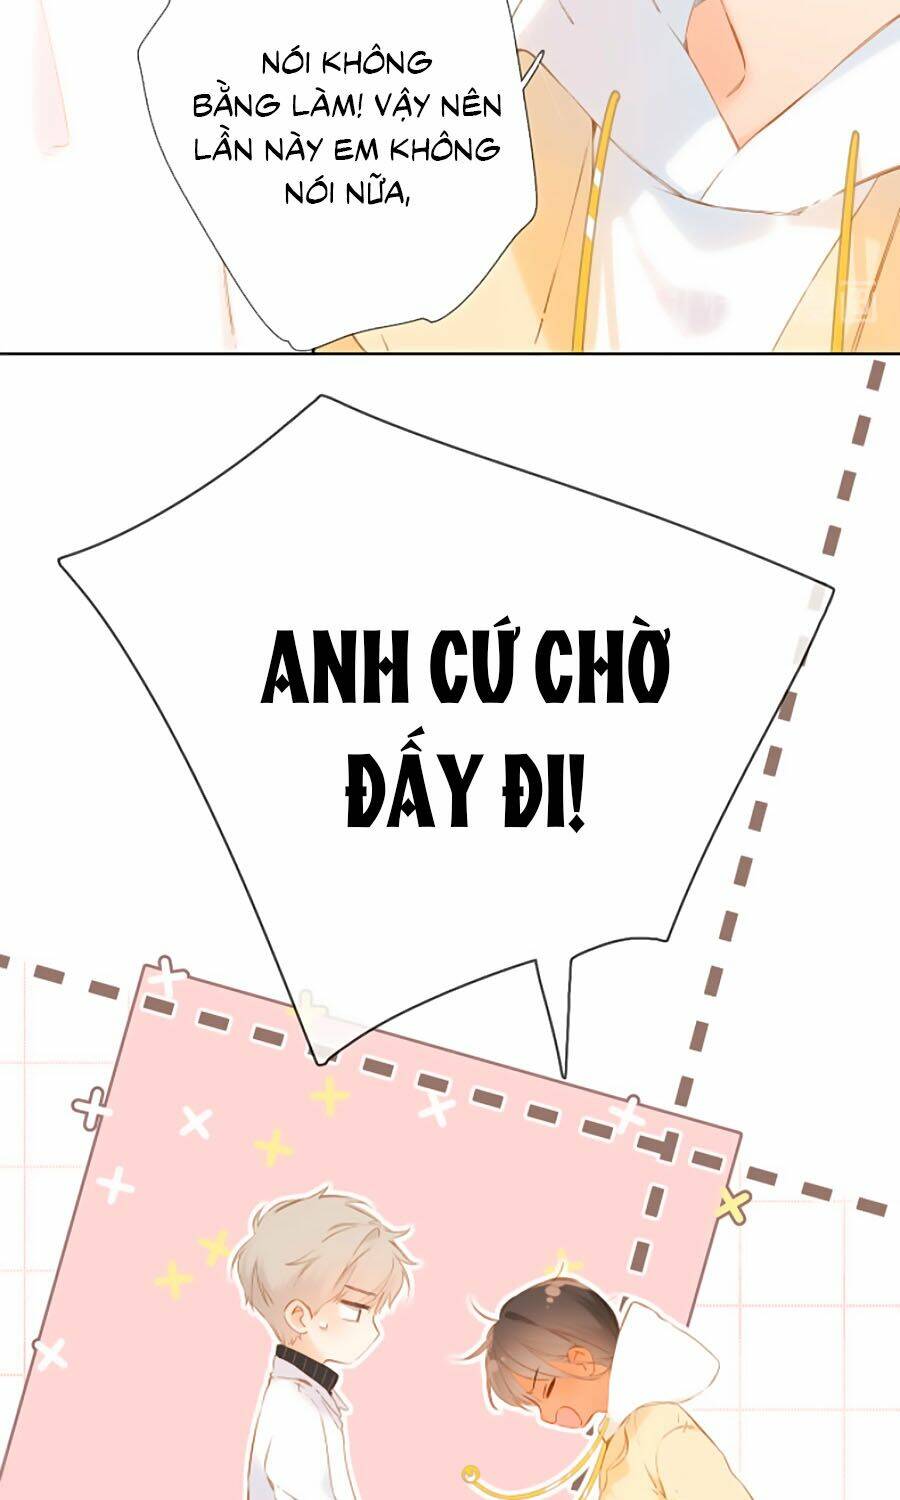 NÓI KHÔNG
BẰNG LÀM! VẬY NÊN
LẦN NÀY EM KHÔNG
NÓI NỮA,
ANH CỨ CHỜ
ĐẤY ĐI!